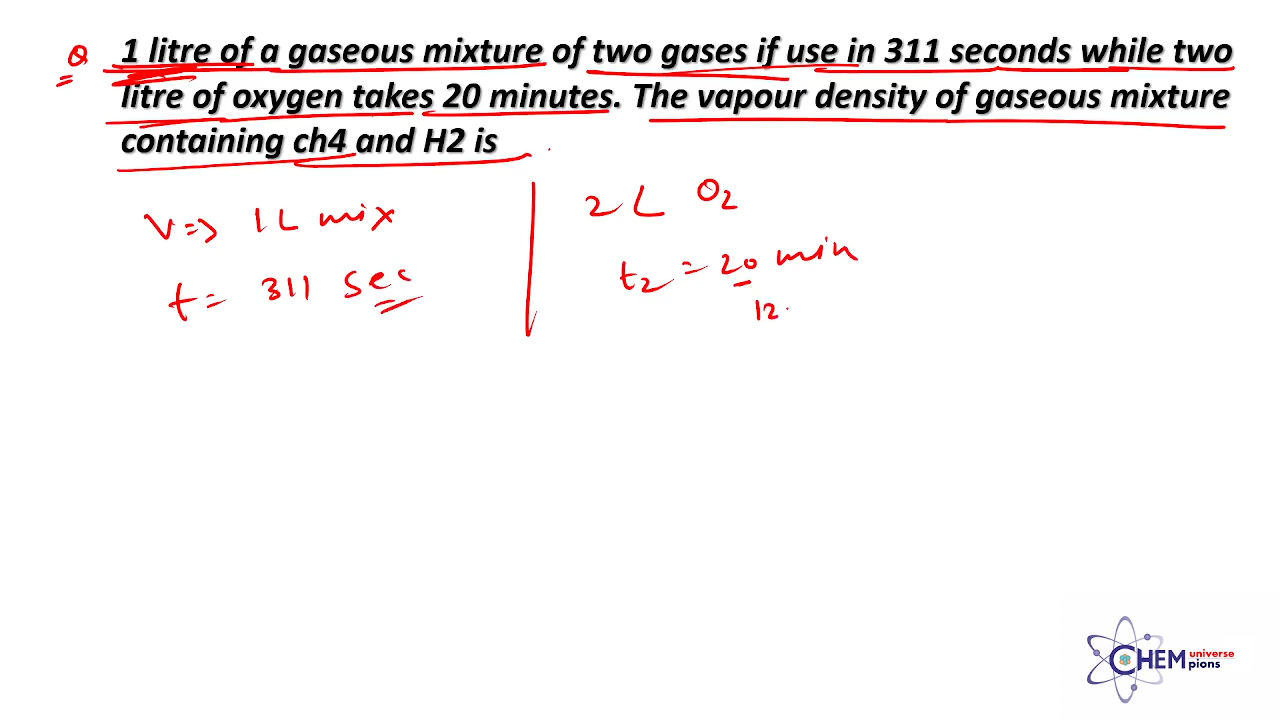 Q 1 litre of a gaseous mixture of two gases if use in 311 seconds while two
litre of oxygen takes 20 minutes. The vapour density of gaseous mixture
containing ch4 and H2 is
V => 1L mix
t = 311 sec
2 L O2
t2 = 20 min
12.
CHEM universe
pions